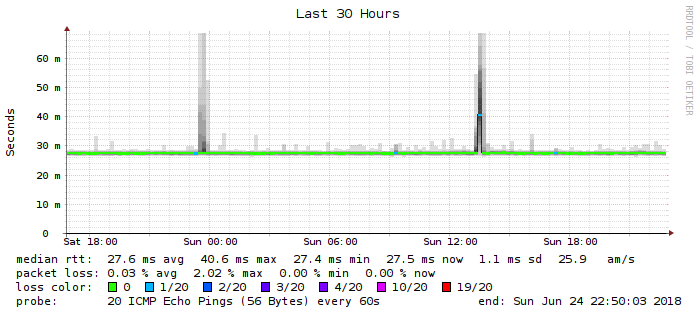 Last 30 Hours
RRDTOOL / TOBI OETIKER
Seconds
60 m
50 m
40 m
30 m
20 m
10 m
0
Sat 18:00 Sun 00:00 Sun 06:00 Sun 12:00 Sun 18:00
median rtt: 27.6 ms avg 40.6 ms max 27.4 ms min 27.5 ms now 1.1 ms sd 25.9 am/s
packet loss: 0.03 % avg 2.02 % max 0.00 % min 0.00 % now
loss color: 0 1/20 2/20 3/20 4/20 10/20 19/20
probe: 20 ICMP Echo Pings (56 Bytes) every 60s end: Sun Jun 24 22:50:03 2018